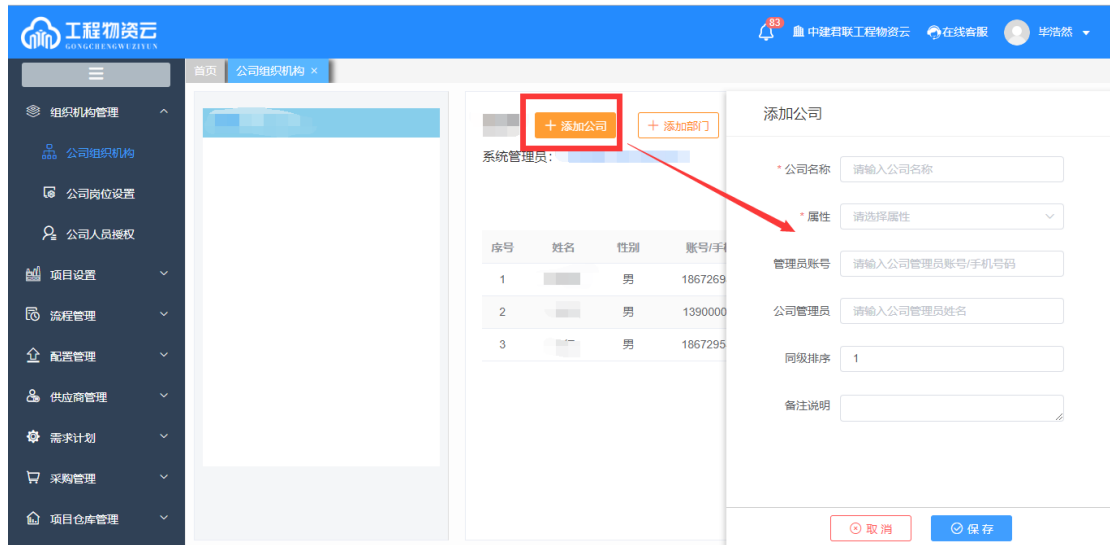 工程物资云
GONGCHENGWUZIYUN
83
中建君联工程物资云
在线客服
毕浩然
首页
公司组织机构 ×
组织机构管理
公司组织机构
公司岗位设置
公司人员授权
项目设置
流程管理
配置管理
供应商管理
需求计划
采购管理
项目仓库管理
+ 添加公司
+ 添加部门
系统管理员:
序号 姓名 性别 账号/手
1 男 1867269
2 男 1390000
3 男 1867295
添加公司
* 公司名称 请输入公司名称
* 属性 请选择属性
管理员账号 请输入公司管理员账号/手机号码
公司管理员 请输入公司管理员姓名
同级排序 1
备注说明
取消
保存